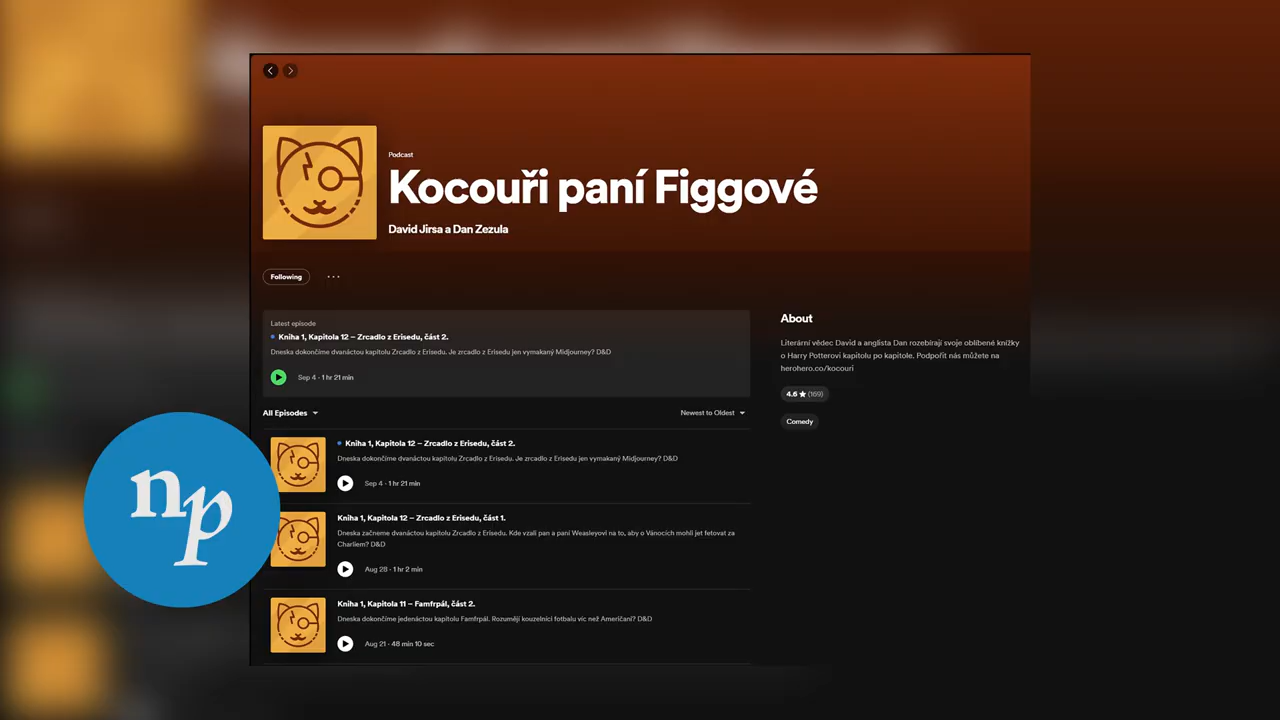 Podcast
Kocouři paní Figgové
David Jirsa a Dan Zezula
Following
Latest episode
Kniha 1, Kapitola 12 – Zrcadlo z Erisedu, část 2.
Dneska dokončíme dvanáctou kapitolu Zrcadlo z Erisedu. Je zrcadlo z Erisedu jen vymakaný Midjourney? D&D
Sep 4 · 1 hr 21 min
About
Literární vědec David a anglista Dan rozebírají svoje oblíbené knížky
o Harry Potterovi kapitolu po kapitole. Podpořit nás můžete na
herohero.co/kocouri
4.6 ★ (169)
Comedy
All Episodes
Newest to Oldest
Kniha 1, Kapitola 12 – Zrcadlo z Erisedu, část 2.
Dneska dokončíme dvanáctou kapitolu Zrcadlo z Erisedu. Je zrcadlo z Erisedu jen vymakaný Midjourney? D&D
Sep 4 · 1 hr 21 min
Kniha 1, Kapitola 12 – Zrcadlo z Erisedu, část 1.
Dneska začneme dvanáctou kapitolu Zrcadlo z Erisedu. Kde vzali pan a paní Weasleyovi na to, aby o Vánocích mohli jet fetovat za
Charliem? D&D
Aug 28 · 1 hr 2 min
Kniha 1, Kapitola 11 – Famfrpál, část 2.
Dneska dokončíme jedenáctou kapitolu Famfrpál. Rozumějí kouzelníci fotbalu víc než Američani? D&D
Aug 21 · 48 min 10 sec
np